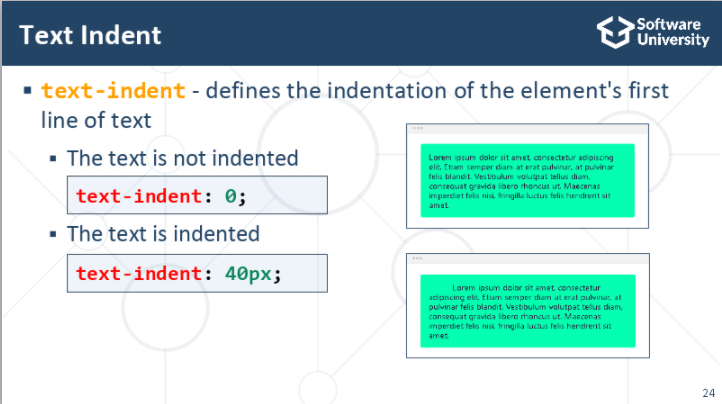 Text Indent
Software
University
text-indent - defines the indentation of the element's first
line of text
The text is not indented
text-indent: 0;
The text is indented
text-indent: 40px;
Lorem ipsum dolor sit amet, consectetur adipiscing
elit. Etiam semper diam at erat pulvinar, at pulvinar
felis blandit. Vestibulum volutpat tellus diam,
consequat gravida libero rhoncus ut. Maecenas
imperdiet felis nisi, fringilla luctus felis hendrerit sit
amet.
Lorem ipsum dolor sit amet, consectetur
adipiscing elit. Etiam semper diam at erat pulvinar, at
pulvinar felis blandit. Vestibulum volutpat tellus diam,
consequat gravida libero rhoncus ut. Maecenas
imperdiet felis nisi, fringilla luctus felis hendrerit sit
amet.
24